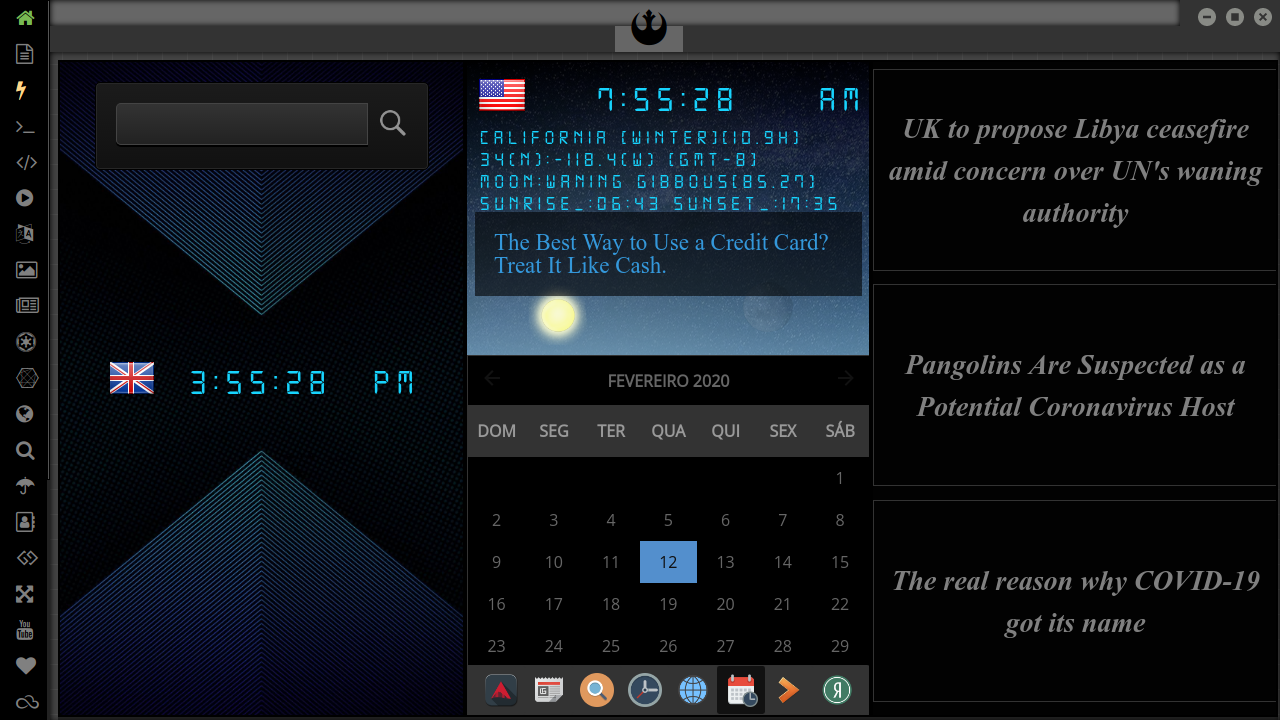 7:55:28 AM
CALIFORNIA (WINTER)(10.9H)
34(N):-118.4(W) (GMT-8)
MOON:WANING GIBBOUS(85.27)
SUNRISE_:06:43 SUNSET_:17:35
The Best Way to Use a Credit Card?
Treat It Like Cash.
3:55:28 PM
FEVEREIRO 2020
DOM SEG TER QUA QUI SEX SÁB
1
2 3 4 5 6 7 8
9 10 11 12 13 14 15
16 17 18 19 20 21 22
23 24 25 26 27 28 29
UK to propose Libya ceasefire
amid concern over UN's waning
authority
Pangolins Are Suspected as a
Potential Coronavirus Host
The real reason why COVID-19
got its name
You
Tube
Я